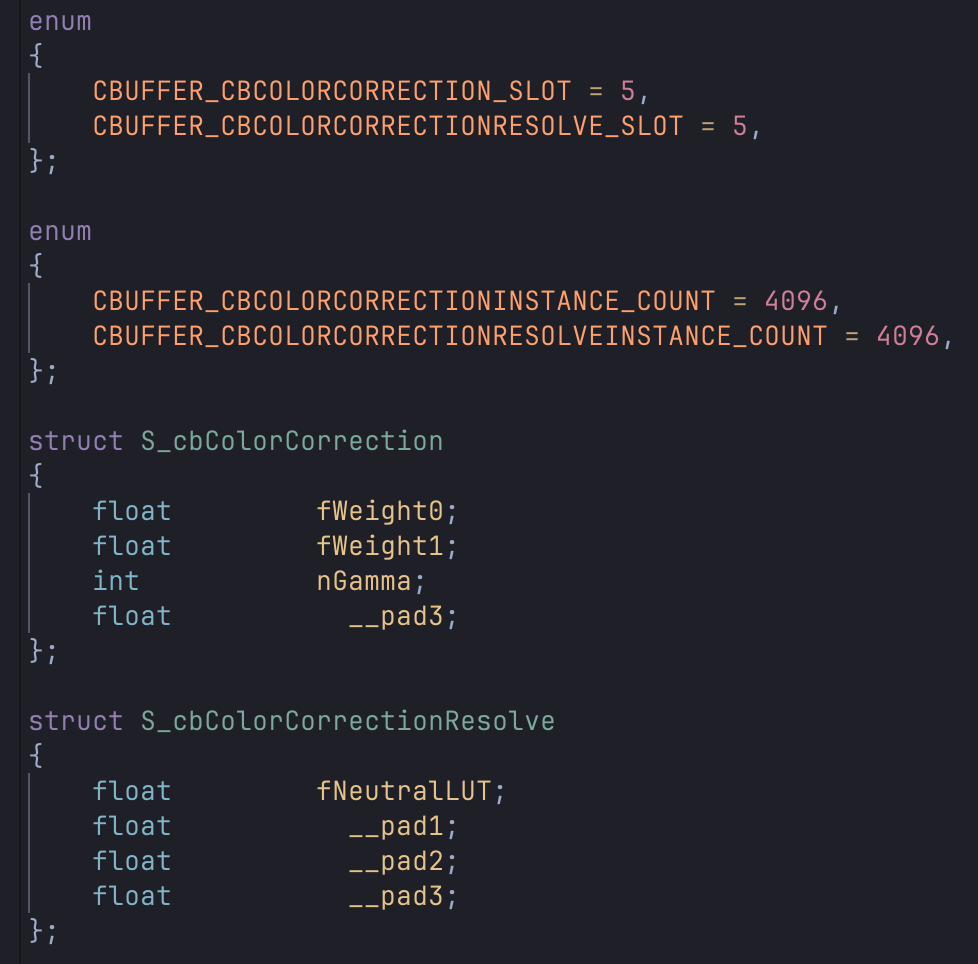 enum
{
    CBUFFER_CBCOLORCORRECTION_SLOT = 5,
    CBUFFER_CBCOLORCORRECTIONRESOLVE_SLOT = 5,
};

enum
{
    CBUFFER_CBCOLORCORRECTIONINSTANCE_COUNT = 4096,
    CBUFFER_CBCOLORCORRECTIONRESOLVEINSTANCE_COUNT = 4096,
};

struct S_cbColorCorrection
{
    float         fWeight0;
    float         fWeight1;
    int           nGamma;
    float           __pad3;
};

struct S_cbColorCorrectionResolve
{
    float         fNeutralLUT;
    float           __pad1;
    float           __pad2;
    float           __pad3;
};